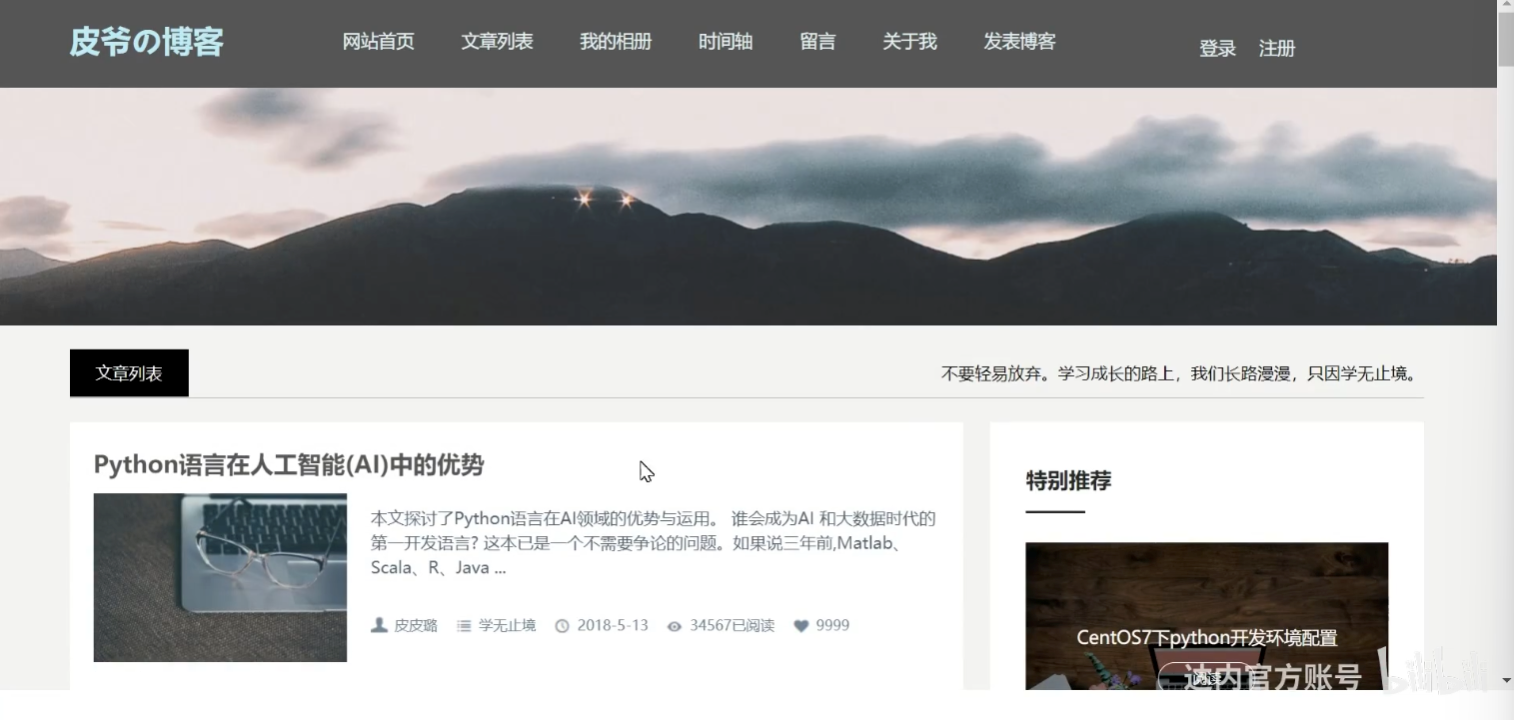 皮爷の博客
网站首页 文章列表 我的相册 时间轴 留言 关于我 发表博客
登录 注册
文章列表
不要轻易放弃。学习成长的路上，我们长路漫漫，只因学无止境。
Python语言在人工智能(AI)中的优势
本文探讨了Python语言在AI领域的优势与运用。 谁会成为AI 和大数据时代的
第一开发语言? 这本已是一个不需要争论的问题。如果说三年前,Matlab、
Scala、R、Java ...
皮皮璐 学无止境 2018-5-13 34567已阅读 9999
特别推荐
CentOS7下python开发环境配置
阅读
达内官方账号 bilibili